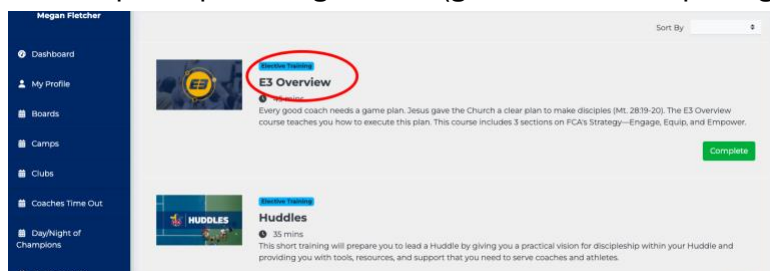 Megan Fletcher
Sort By
Dashboard
My Profile
Boards
Camps
Clubs
Coaches Time Out
Day/Night of
Champions
E3
Elective Training
E3 Overview
45 mins
Every good coach needs a game plan. Jesus gave the Church a clear plan to make disciples (Mt. 28:19-20). The E3 Overview
course teaches you how to execute this plan. This course includes 3 sections on FCA's Strategy—Engage, Equip, and Empower.
Complete
HUDDLES
Elective Training
Huddles
35 mins
This short training will prepare you to lead a Huddle by giving you a practical vision for discipleship within your Huddle and
providing you with tools, resources, and support that you need to serve coaches and athletes.